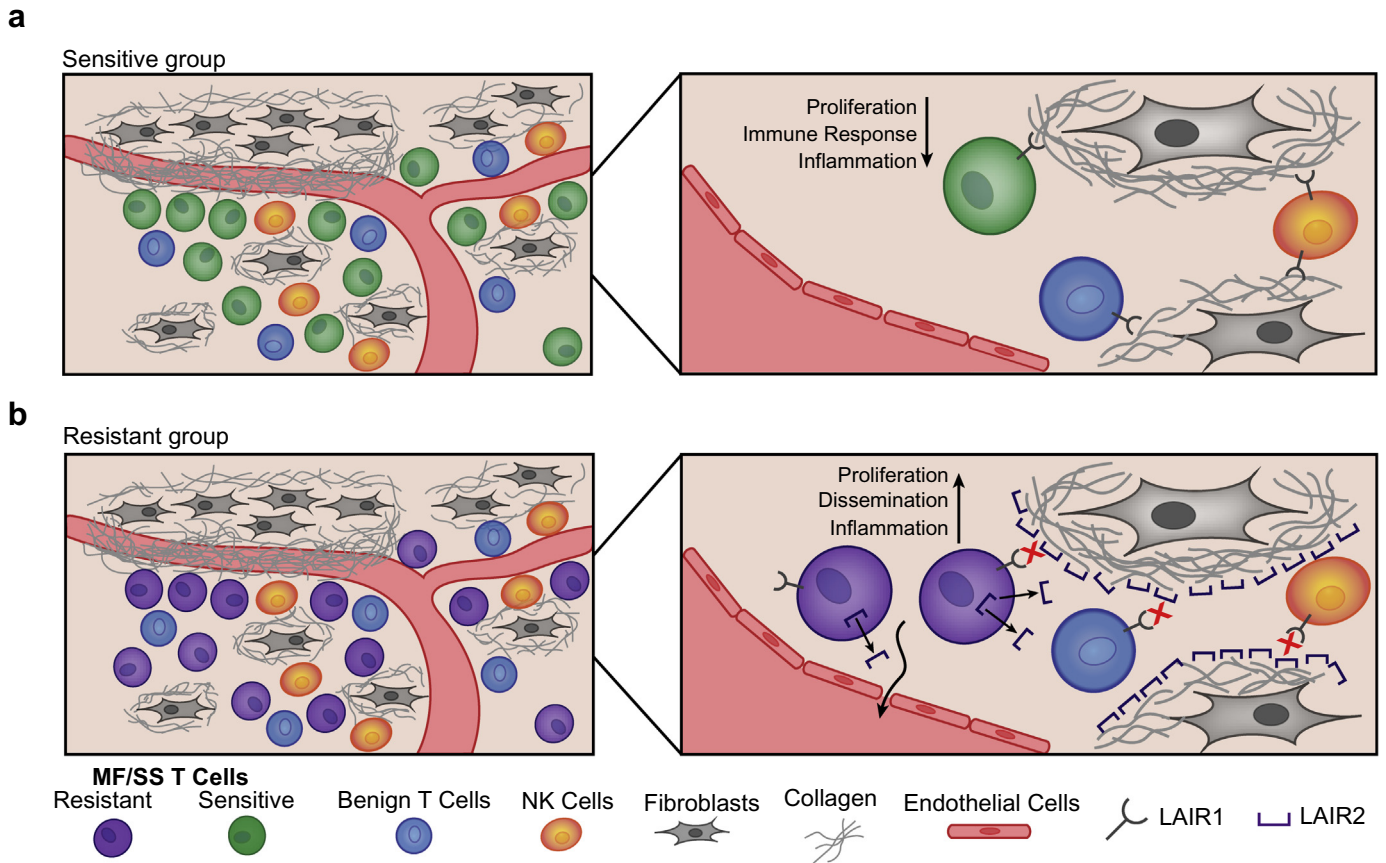 a
Sensitive group
Proliferation
Immune Response
Inflammation
b
Resistant group
Proliferation
Dissemination
Inflammation
MF/SS T Cells
Resistant
Sensitive
Benign T Cells
NK Cells
Fibroblasts
Collagen
Endothelial Cells
LAIR1
LAIR2